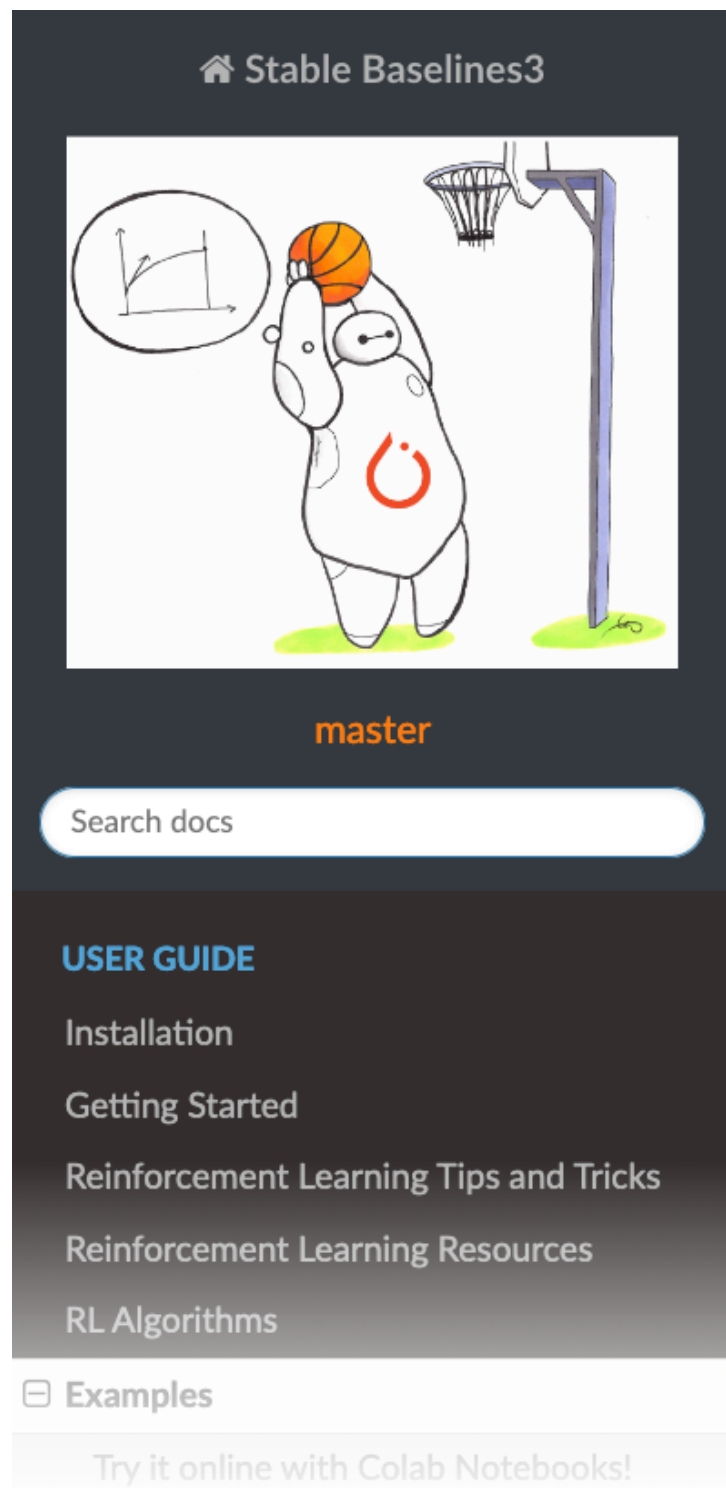 Stable Baselines3
master
Search docs
USER GUIDE
Installation
Getting Started
Reinforcement Learning Tips and Tricks
Reinforcement Learning Resources
RL Algorithms
Examples
Try it online with Colab Notebooks!